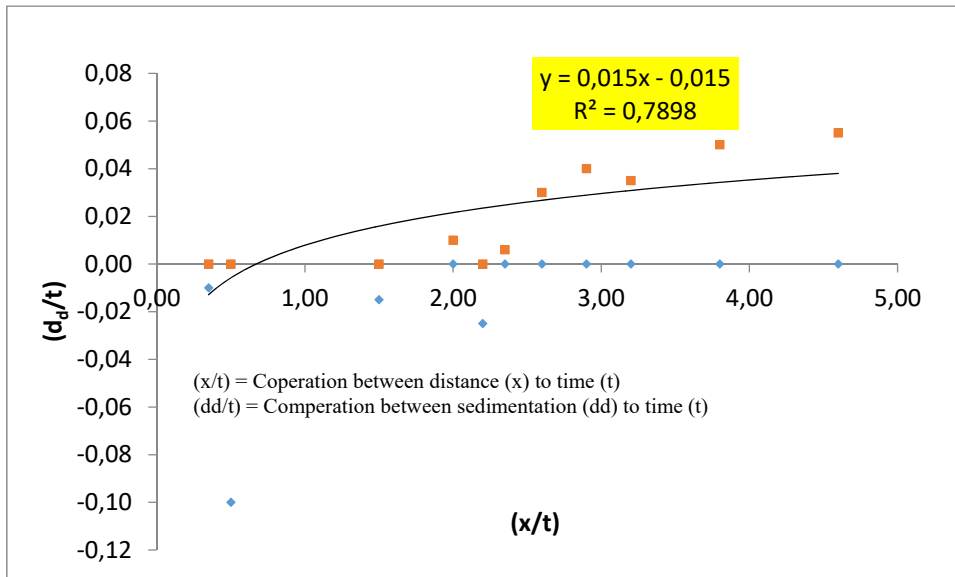 0,08
y = 0,015x - 0,015
R² = 0,7898
0,06
0,04
0,02
0,00
0,00 1,00 2,00 3,00 4,00 5,00
-0,02
-0,04
-0,06
-0,08
-0,10
-0,12
(dd/t)
(x/t) = Coperation between distance (x) to time (t)
(dd/t) = Comperation between sedimentation (dd) to time (t)
(x/t)